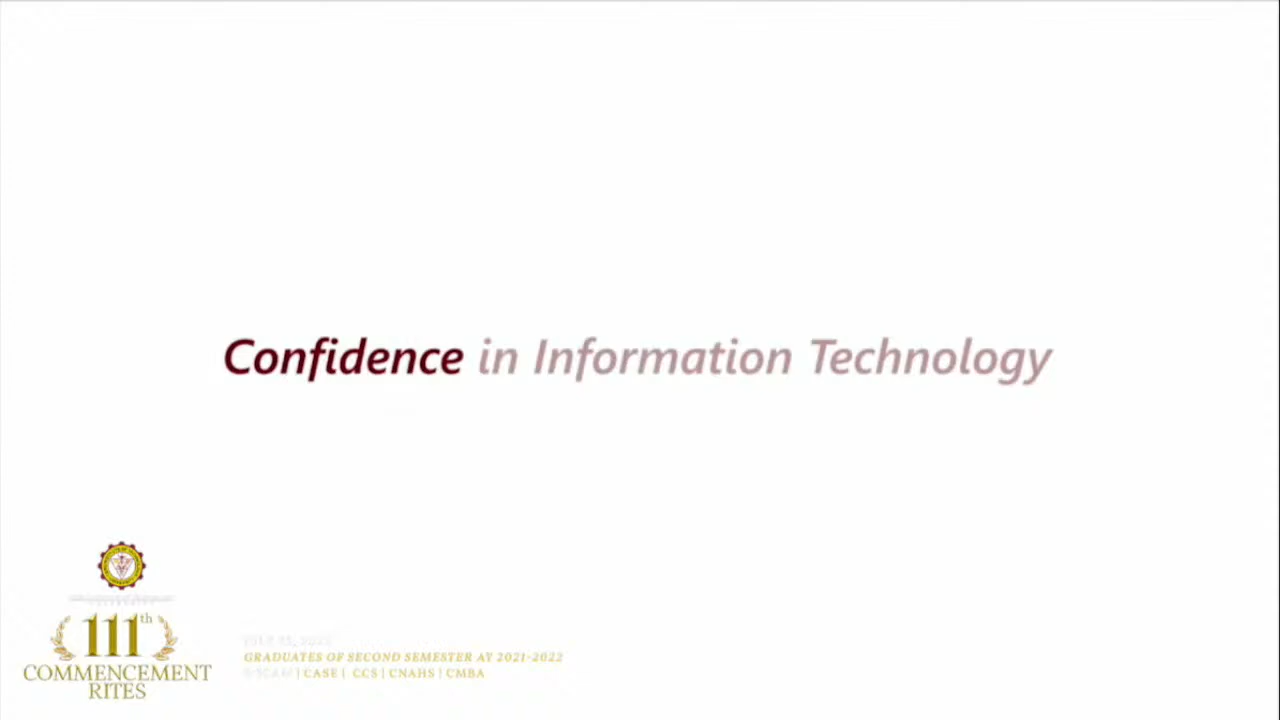 Confidence in Information Technology
111th
COMMENCEMENT
RITES
GRADUATES OF SECOND SEMESTER AY 2021-2022
| CASE | CCS | CNAHS | CMBA